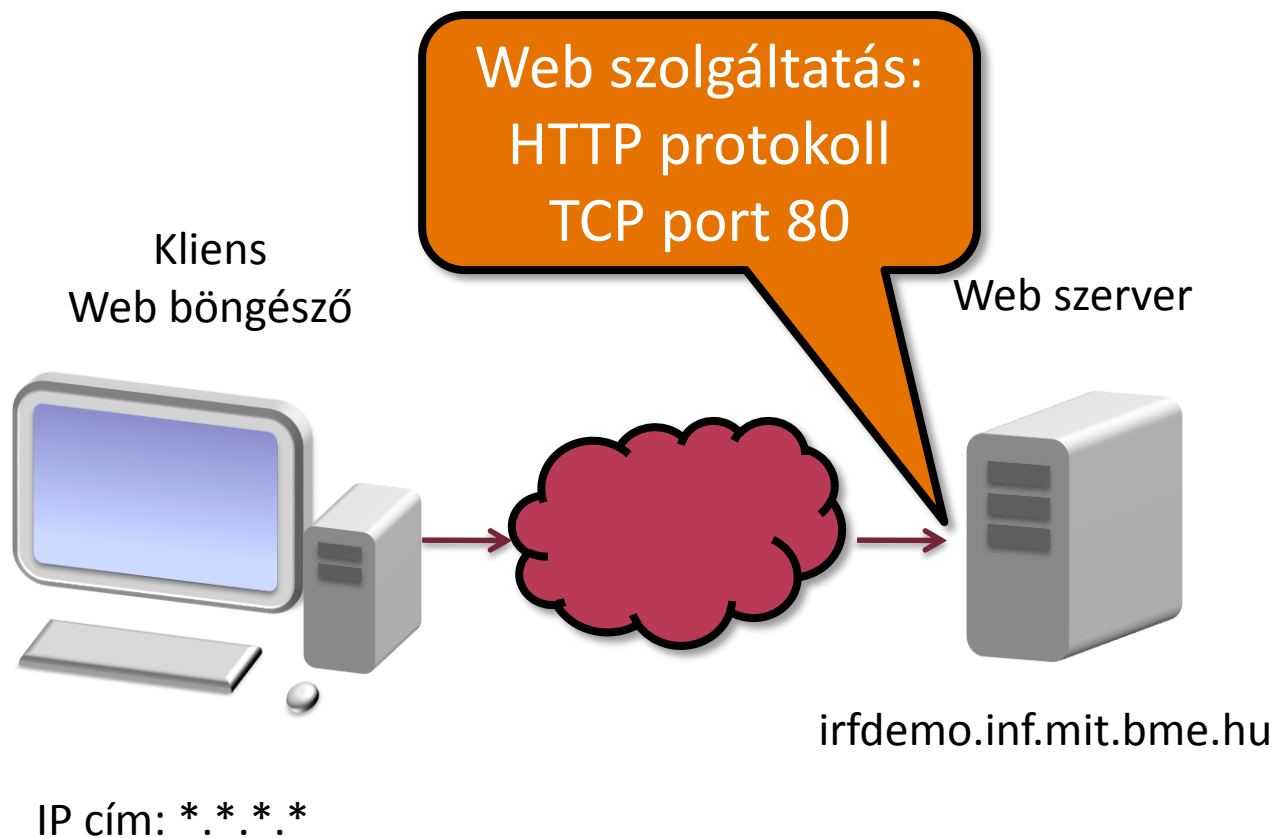 Web szolgáltatás:
HTTP protokoll
TCP port 80
Kliens
Web böngésző
Web szerver
irfdemo.inf.mit.bme.hu
IP cím: *.*.*.*